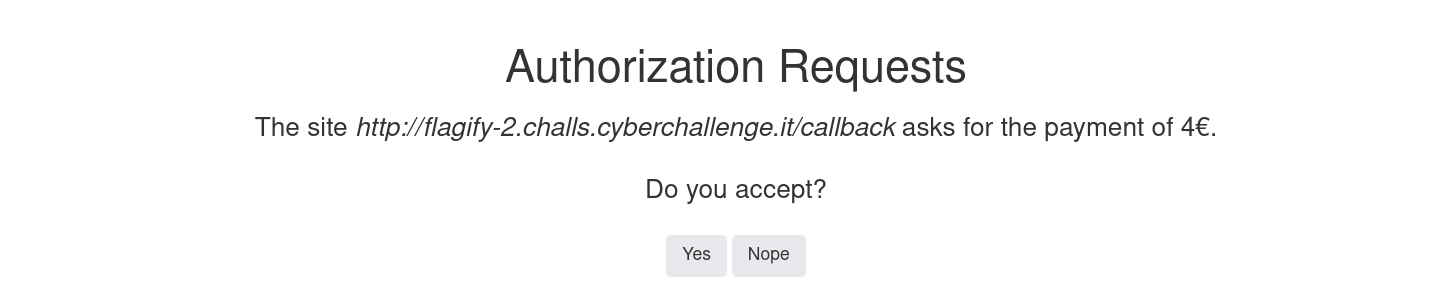 Authorization Requests
The site http://flagify-2.challs.cyberchallenge.it/callback asks for the payment of 4€.
Do you accept?
Yes Nope